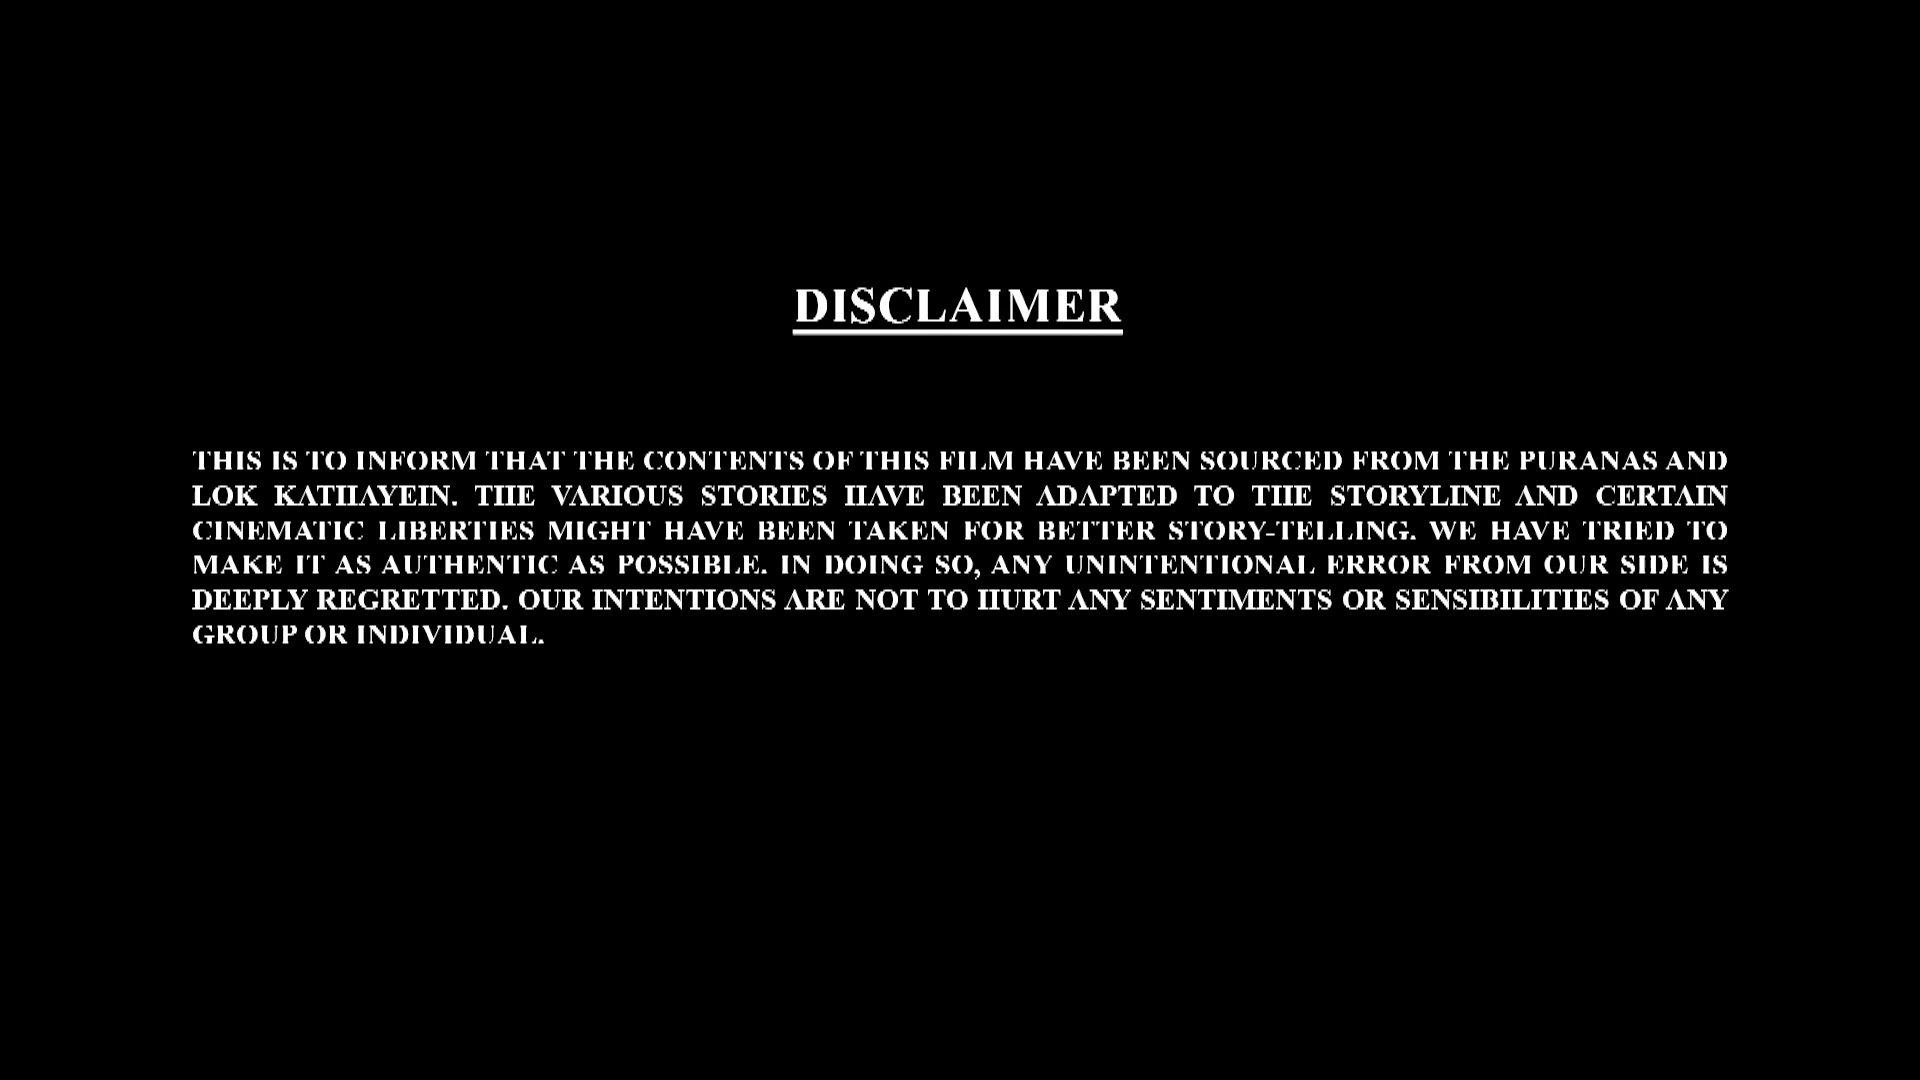 DISCLAIMER
THIS IS TO INFORM THAT THE CONTENTS OF THIS FILM HAVE BEEN SOURCED FROM THE PURANAS AND
LOK KATHAYEIN. THE VARIOUS STORIES HAVE BEEN ADAPTED TO THE STORYLINE AND CERTAIN
CINEMATIC LIBERTIES MIGHT HAVE BEEN TAKEN FOR BETTER STORY-TELLING. WE HAVE TRIED TO
MAKE IT AS AUTHENTIC AS POSSIBLE. IN DOING SO, ANY UNINTENTIONAL ERROR FROM OUR SIDE IS
DEEPLY REGRETTED. OUR INTENTIONS ARE NOT TO HURT ANY SENTIMENTS OR SENSIBILITIES OF ANY
GROUP OR INDIVIDUAL.